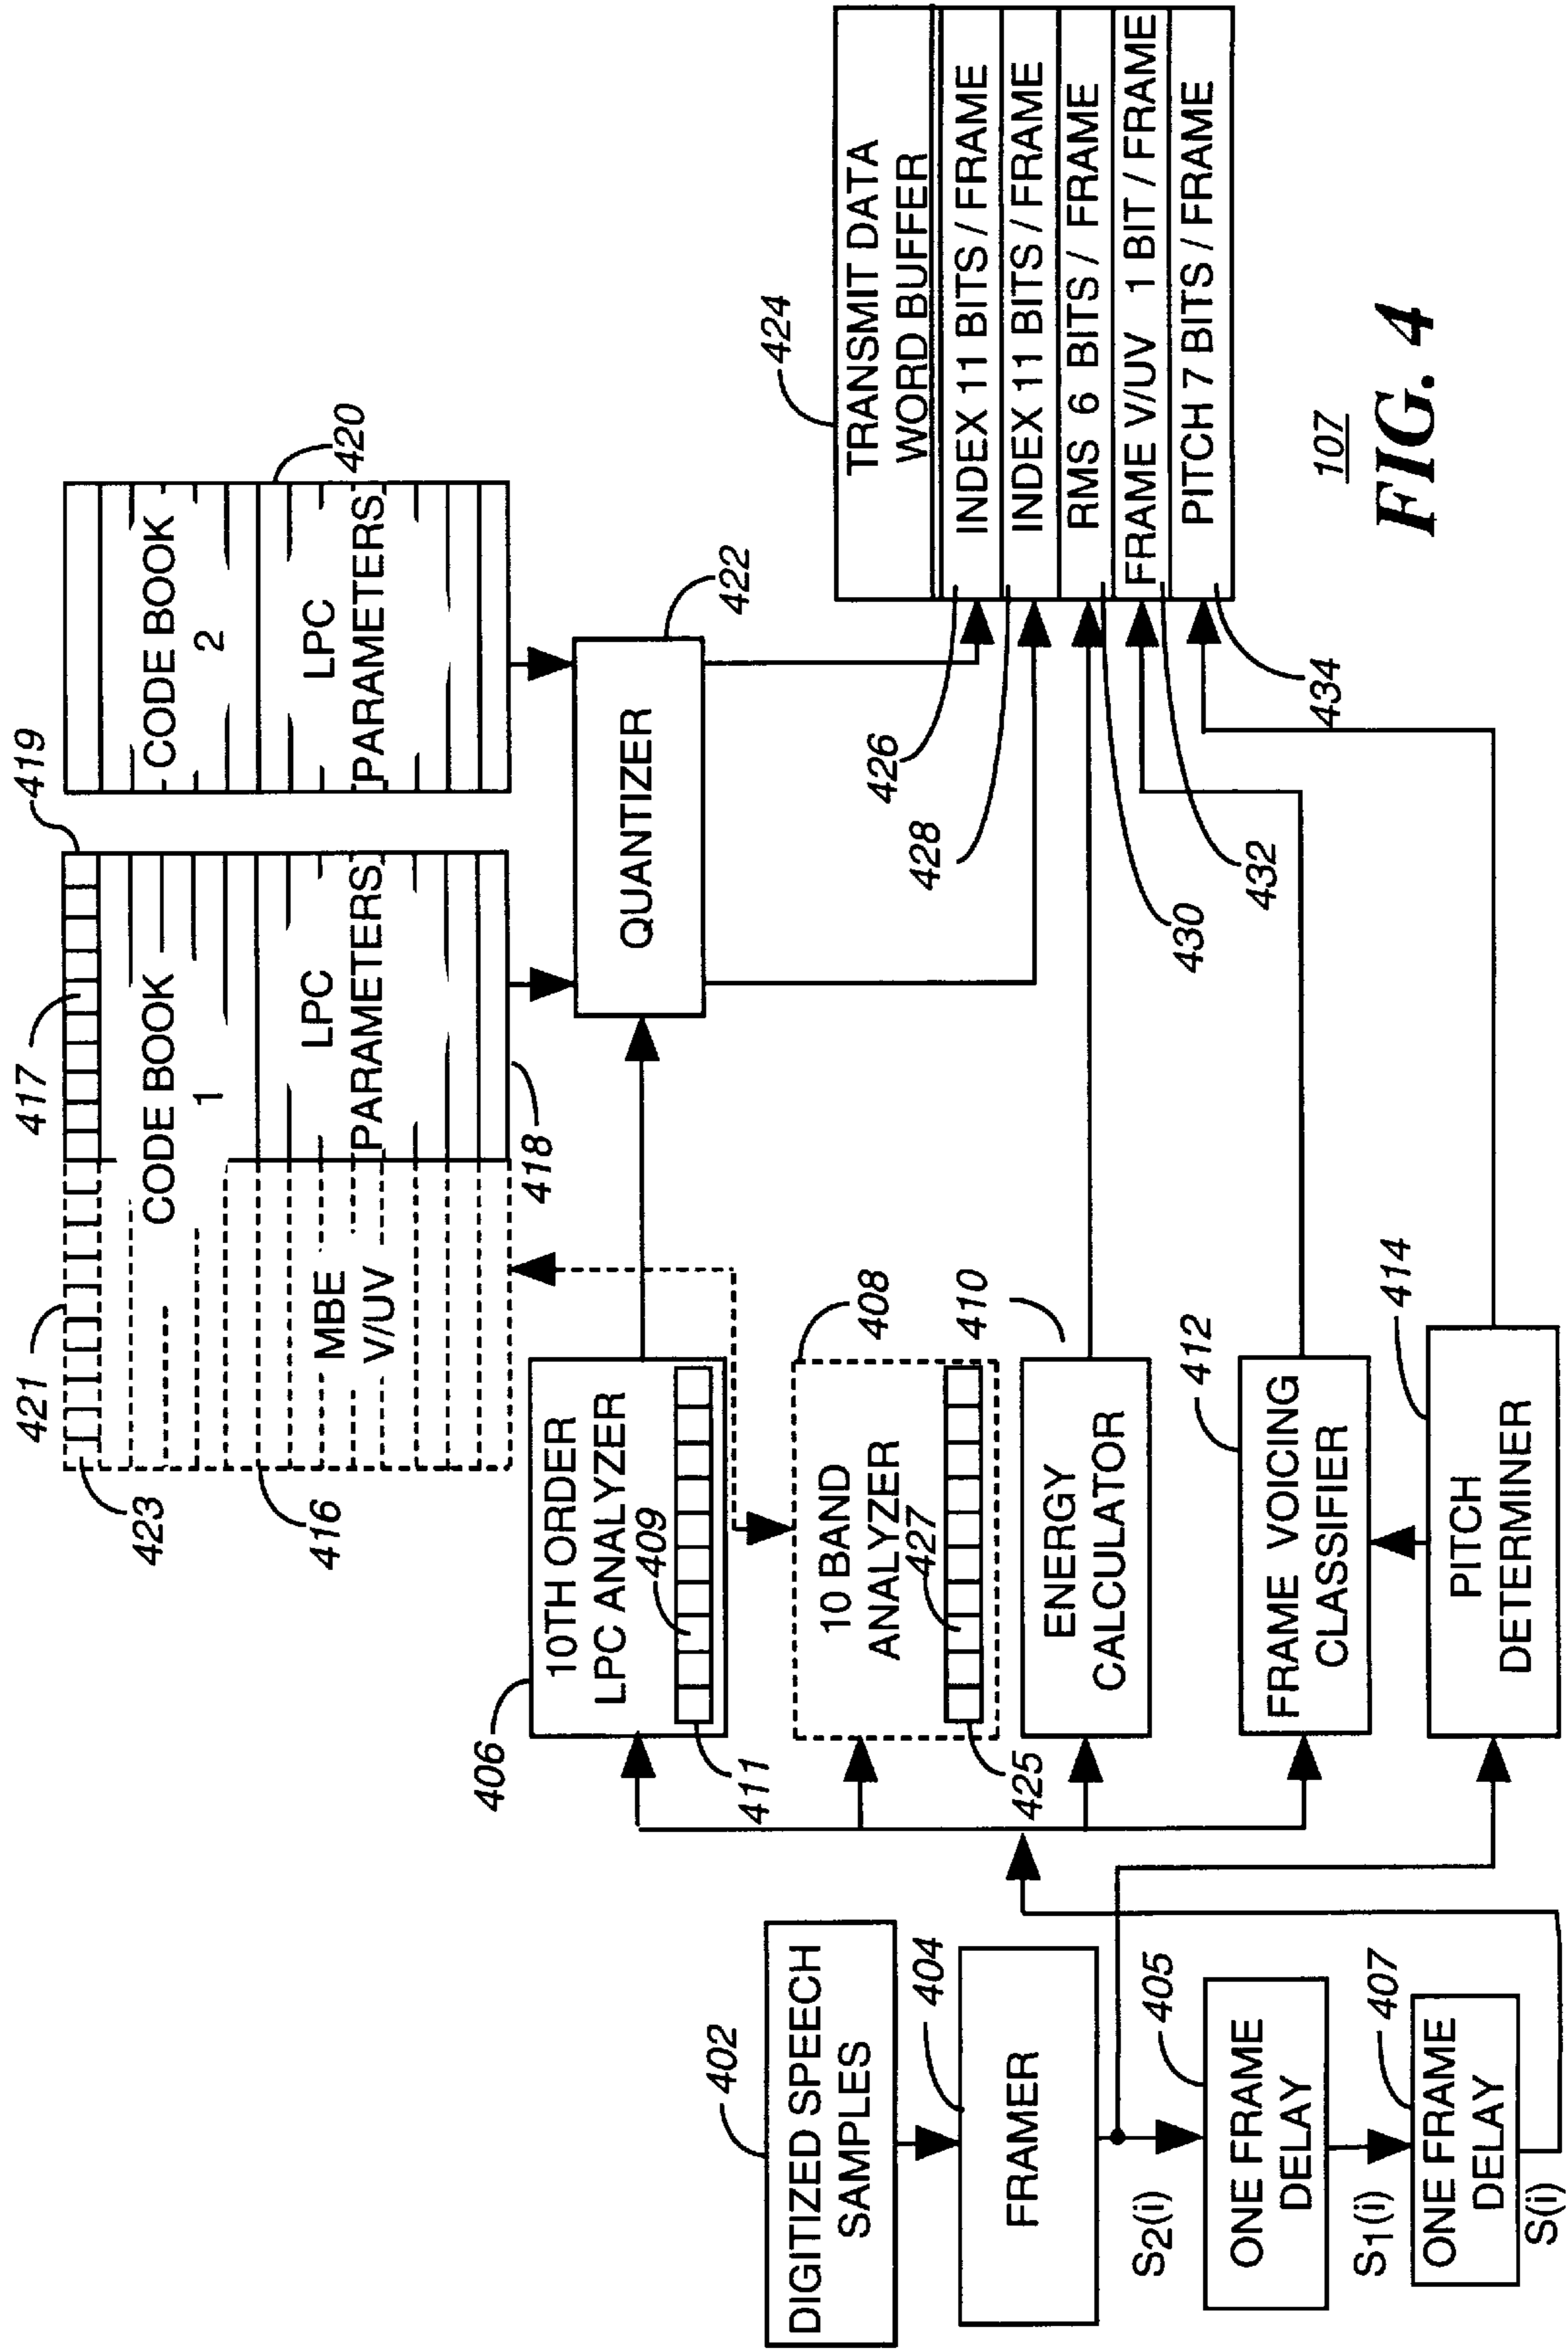 421
417
419
423
CODE BOOK
1
416
MBE
V/UV
LPC
PARAMETERS
418
CODE BOOK
2
LPC
PARAMETERS
420
406
10TH ORDER
LPC ANALYZER
409
411
QUANTIZER
422
402
DIGITIZED SPEECH
SAMPLES
404
FRAMER
S2(i)
405
ONE FRAME
DELAY
S1(i)
407
ONE FRAME
DELAY
S(i)
408
10 BAND
ANALYZER
427
425
410
ENERGY
CALCULATOR
412
FRAME VOICING
CLASSIFIER
414
PITCH
DETERMINER
424
TRANSMIT DATA
WORD BUFFER
INDEX 11 BITS / FRAME
INDEX 11 BITS / FRAME
RMS 6 BITS / FRAME
FRAME V/UV 1 BIT / FRAME
PITCH 7 BITS / FRAME
426
428
430
432
434
107
FIG. 4